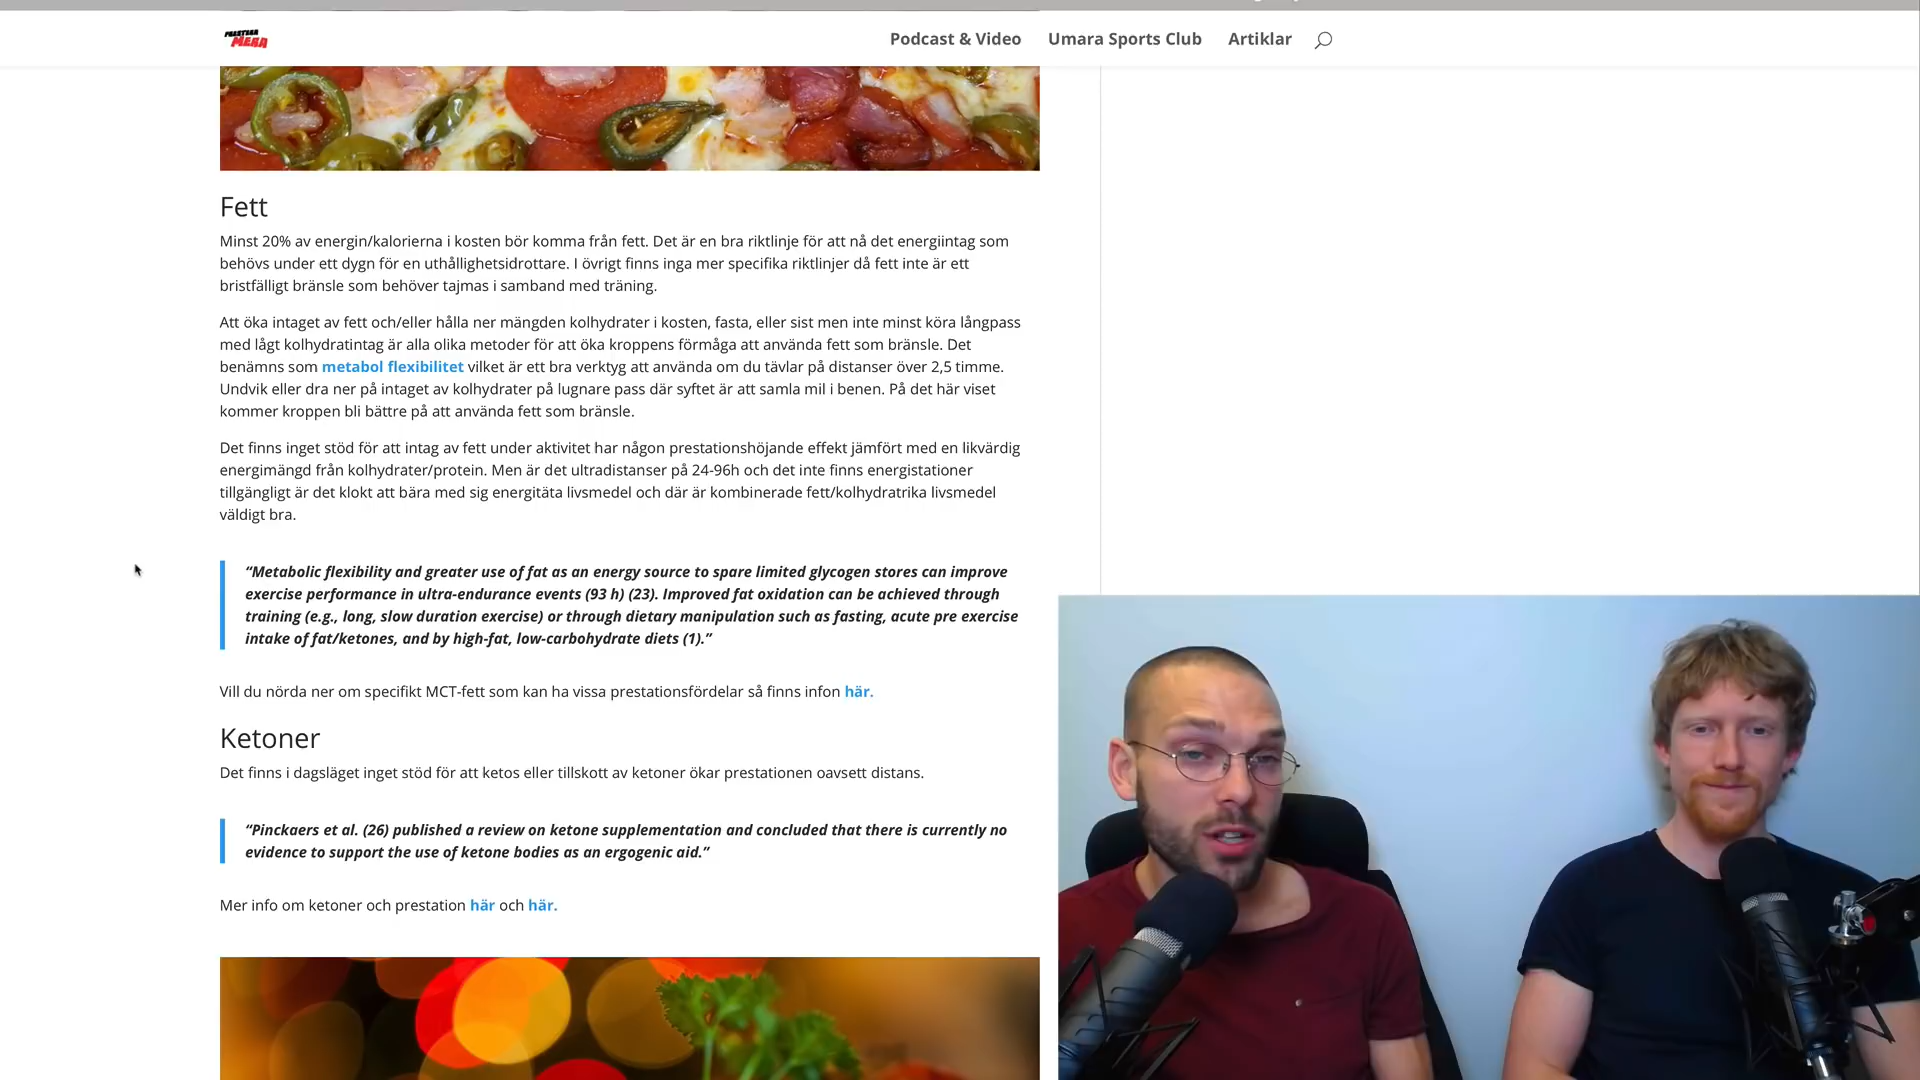 PRESTERA
MERA
Podcast & Video
Umara Sports Club
Artiklar
Fett
Minst 20% av energin/kalorierna i kosten bör komma från fett. Det är en bra riktlinje för att nå det energiintag som
behövs under ett dygn för en uthållighetsidrottare. I övrigt finns inga mer specifika riktlinjer då fett inte är ett
bristfälligt bränsle som behöver tajmas i samband med träning.
Att öka intaget av fett och/eller hålla ner mängden kolhydrater i kosten, fasta, eller sist men inte minst köra långpass
med lågt kolhydratintag är alla olika metoder för att öka kroppens förmåga att använda fett som bränsle. Det
benämns som metabol flexibilitet vilket är ett bra verktyg att använda om du tävlar på distanser över 2,5 timme.
Undvik eller dra ner på intaget av kolhydrater på lugnare pass där syftet är att samla mil i benen. På det här viset
kommer kroppen bli bättre på att använda fett som bränsle.
Det finns inget stöd för att intag av fett under aktivitet har någon prestationshöjande effekt jämfört med en likvärdig
energimängd från kolhydrater/protein. Men är det ultradistanser på 24-96h och det inte finns energistationer
tillgängligt är det klokt att bära med sig energitäta livsmedel och där är kombinerade fett/kolhydratrika livsmedel
väldigt bra.
“Metabolic flexibility and greater use of fat as an energy source to spare limited glycogen stores can improve
exercise performance in ultra-endurance events (93 h) (23). Improved fat oxidation can be achieved through
training (e.g., long, slow duration exercise) or through dietary manipulation such as fasting, acute pre exercise
intake of fat/ketones, and by high-fat, low-carbohydrate diets (1).”
Vill du nörda ner om specifikt MCT-fett som kan ha vissa prestationsfördelar så finns infon här.
Ketoner
Det finns i dagsläget inget stöd för att ketos eller tillskott av ketoner ökar prestationen oavsett distans.
“Pinckaers et al. (26) published a review on ketone supplementation and concluded that there is currently no
evidence to support the use of ketone bodies as an ergogenic aid.”
Mer info om ketoner och prestation här och här.